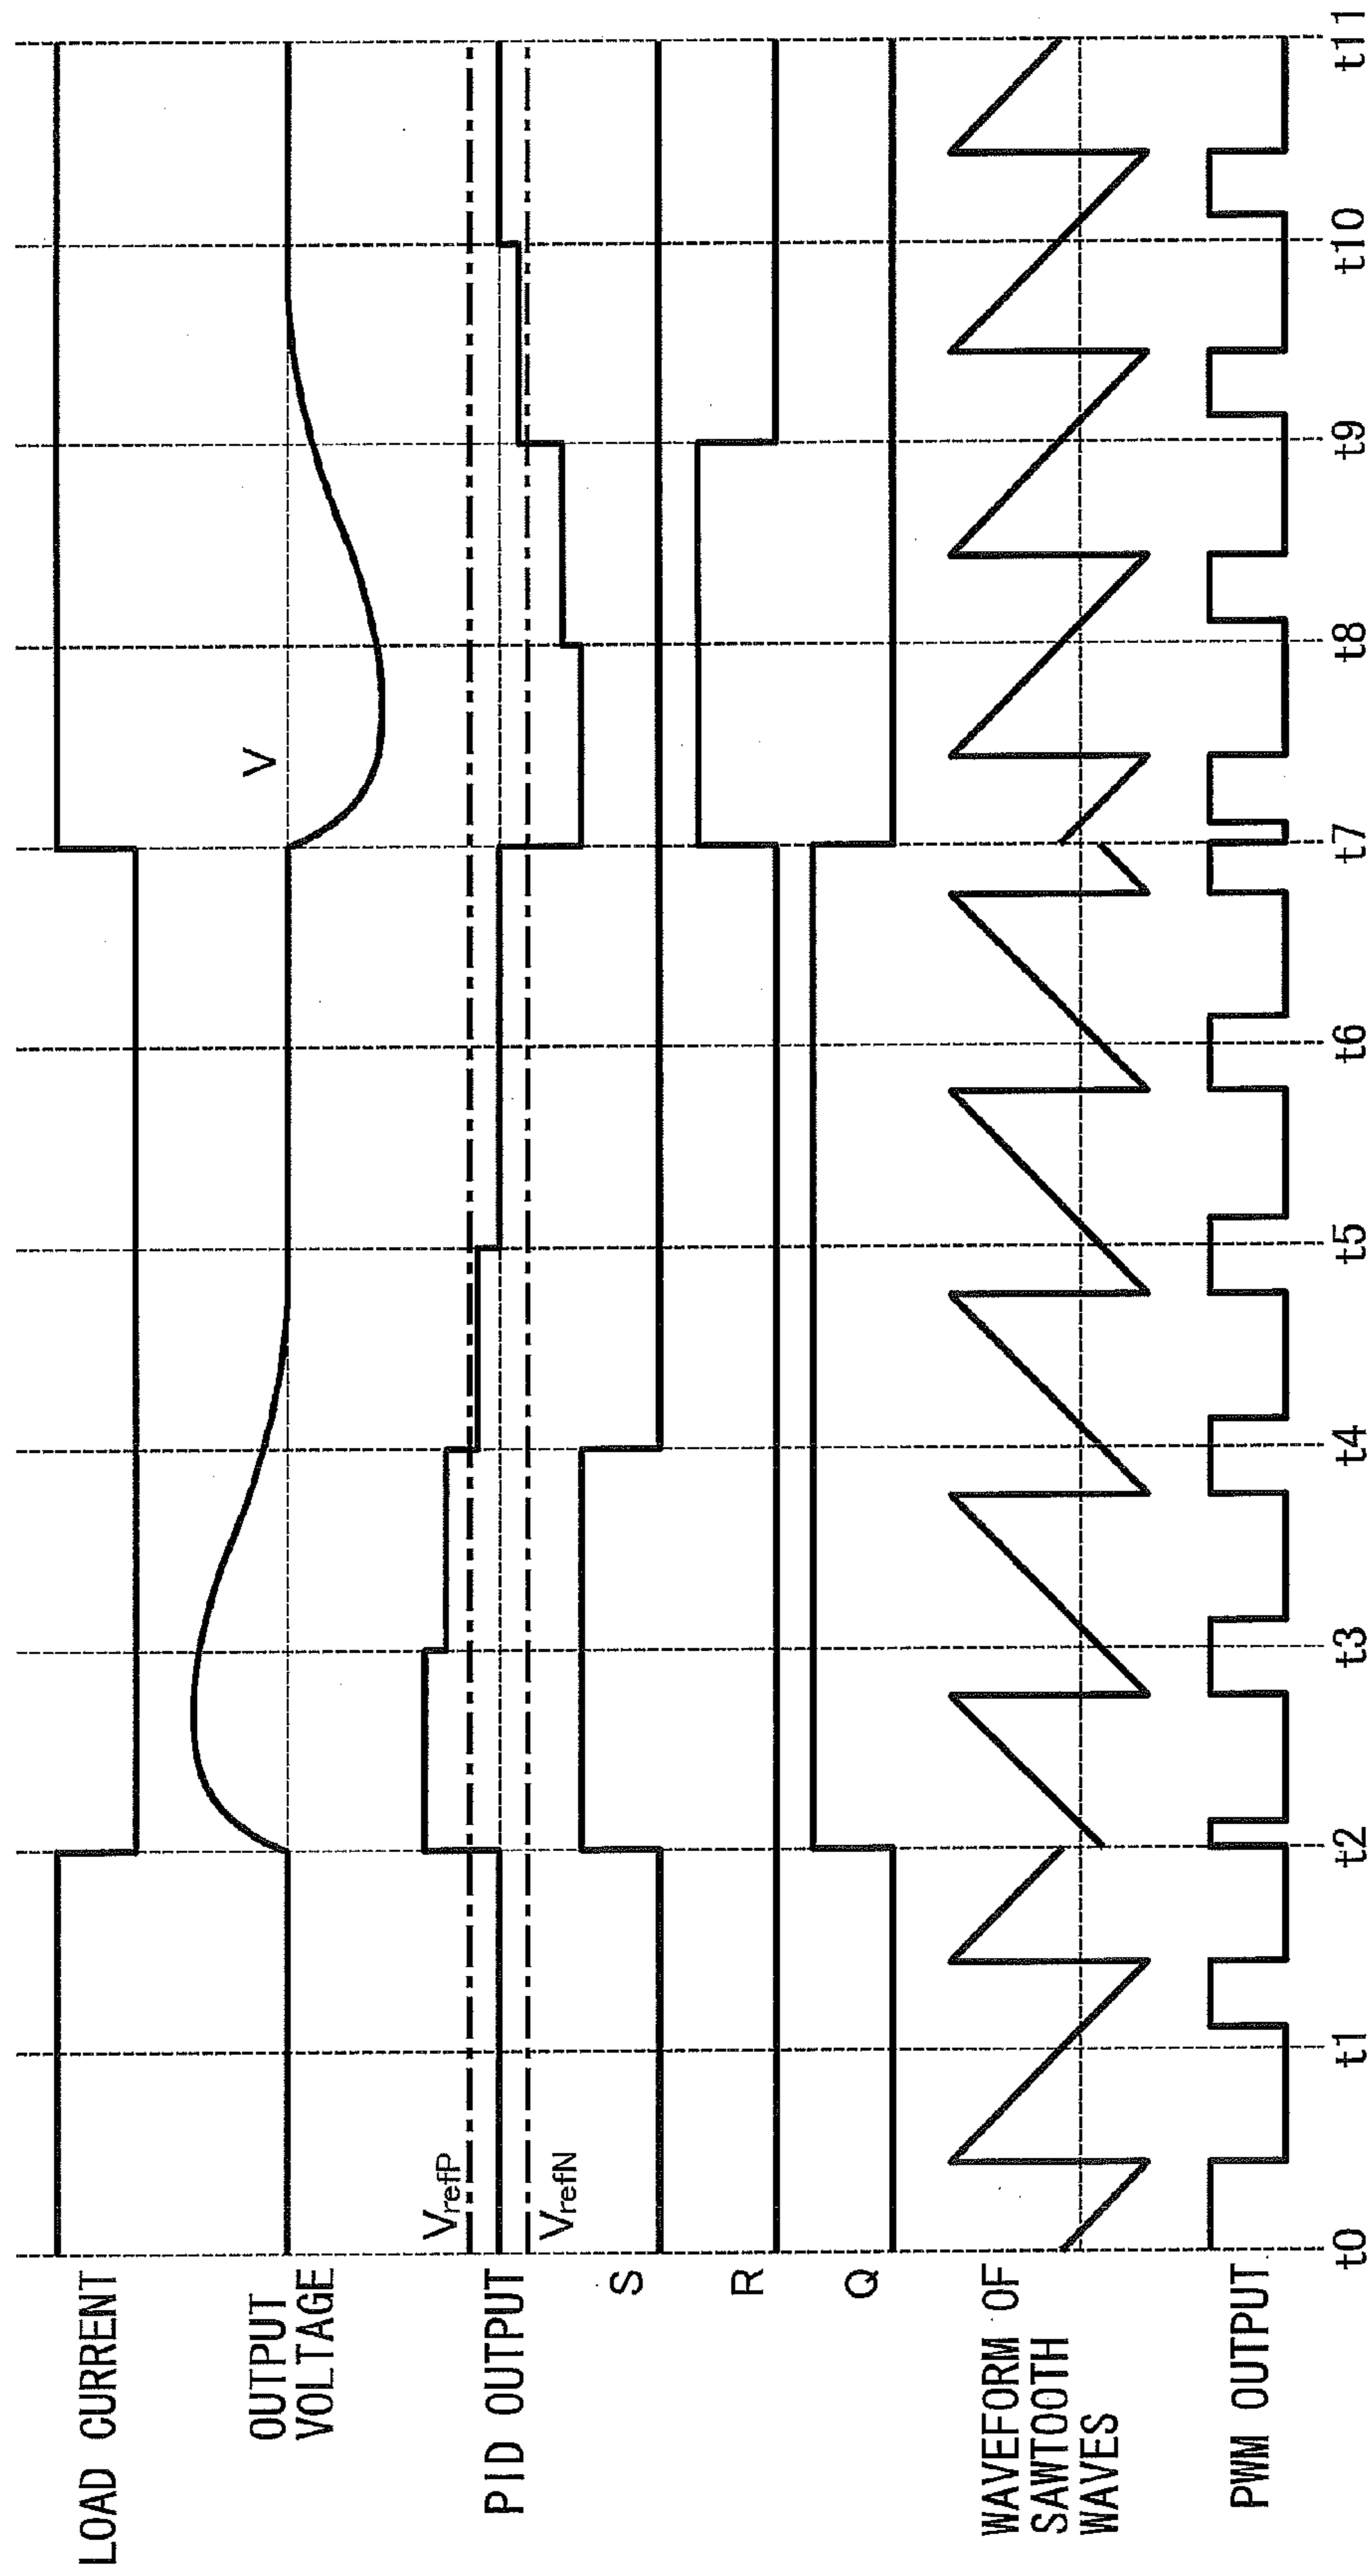 LOAD CURRENT
OUTPUT
VOLTAGE
V
PID OUTPUT
VrefP
VrefN
S
R
Q
WAVEFORM OF
SAWTOOTH
WAVES
PWM OUTPUT
t0
t1
t2
t3
t4
t5
t6
t7
t8
t9
t10
t11